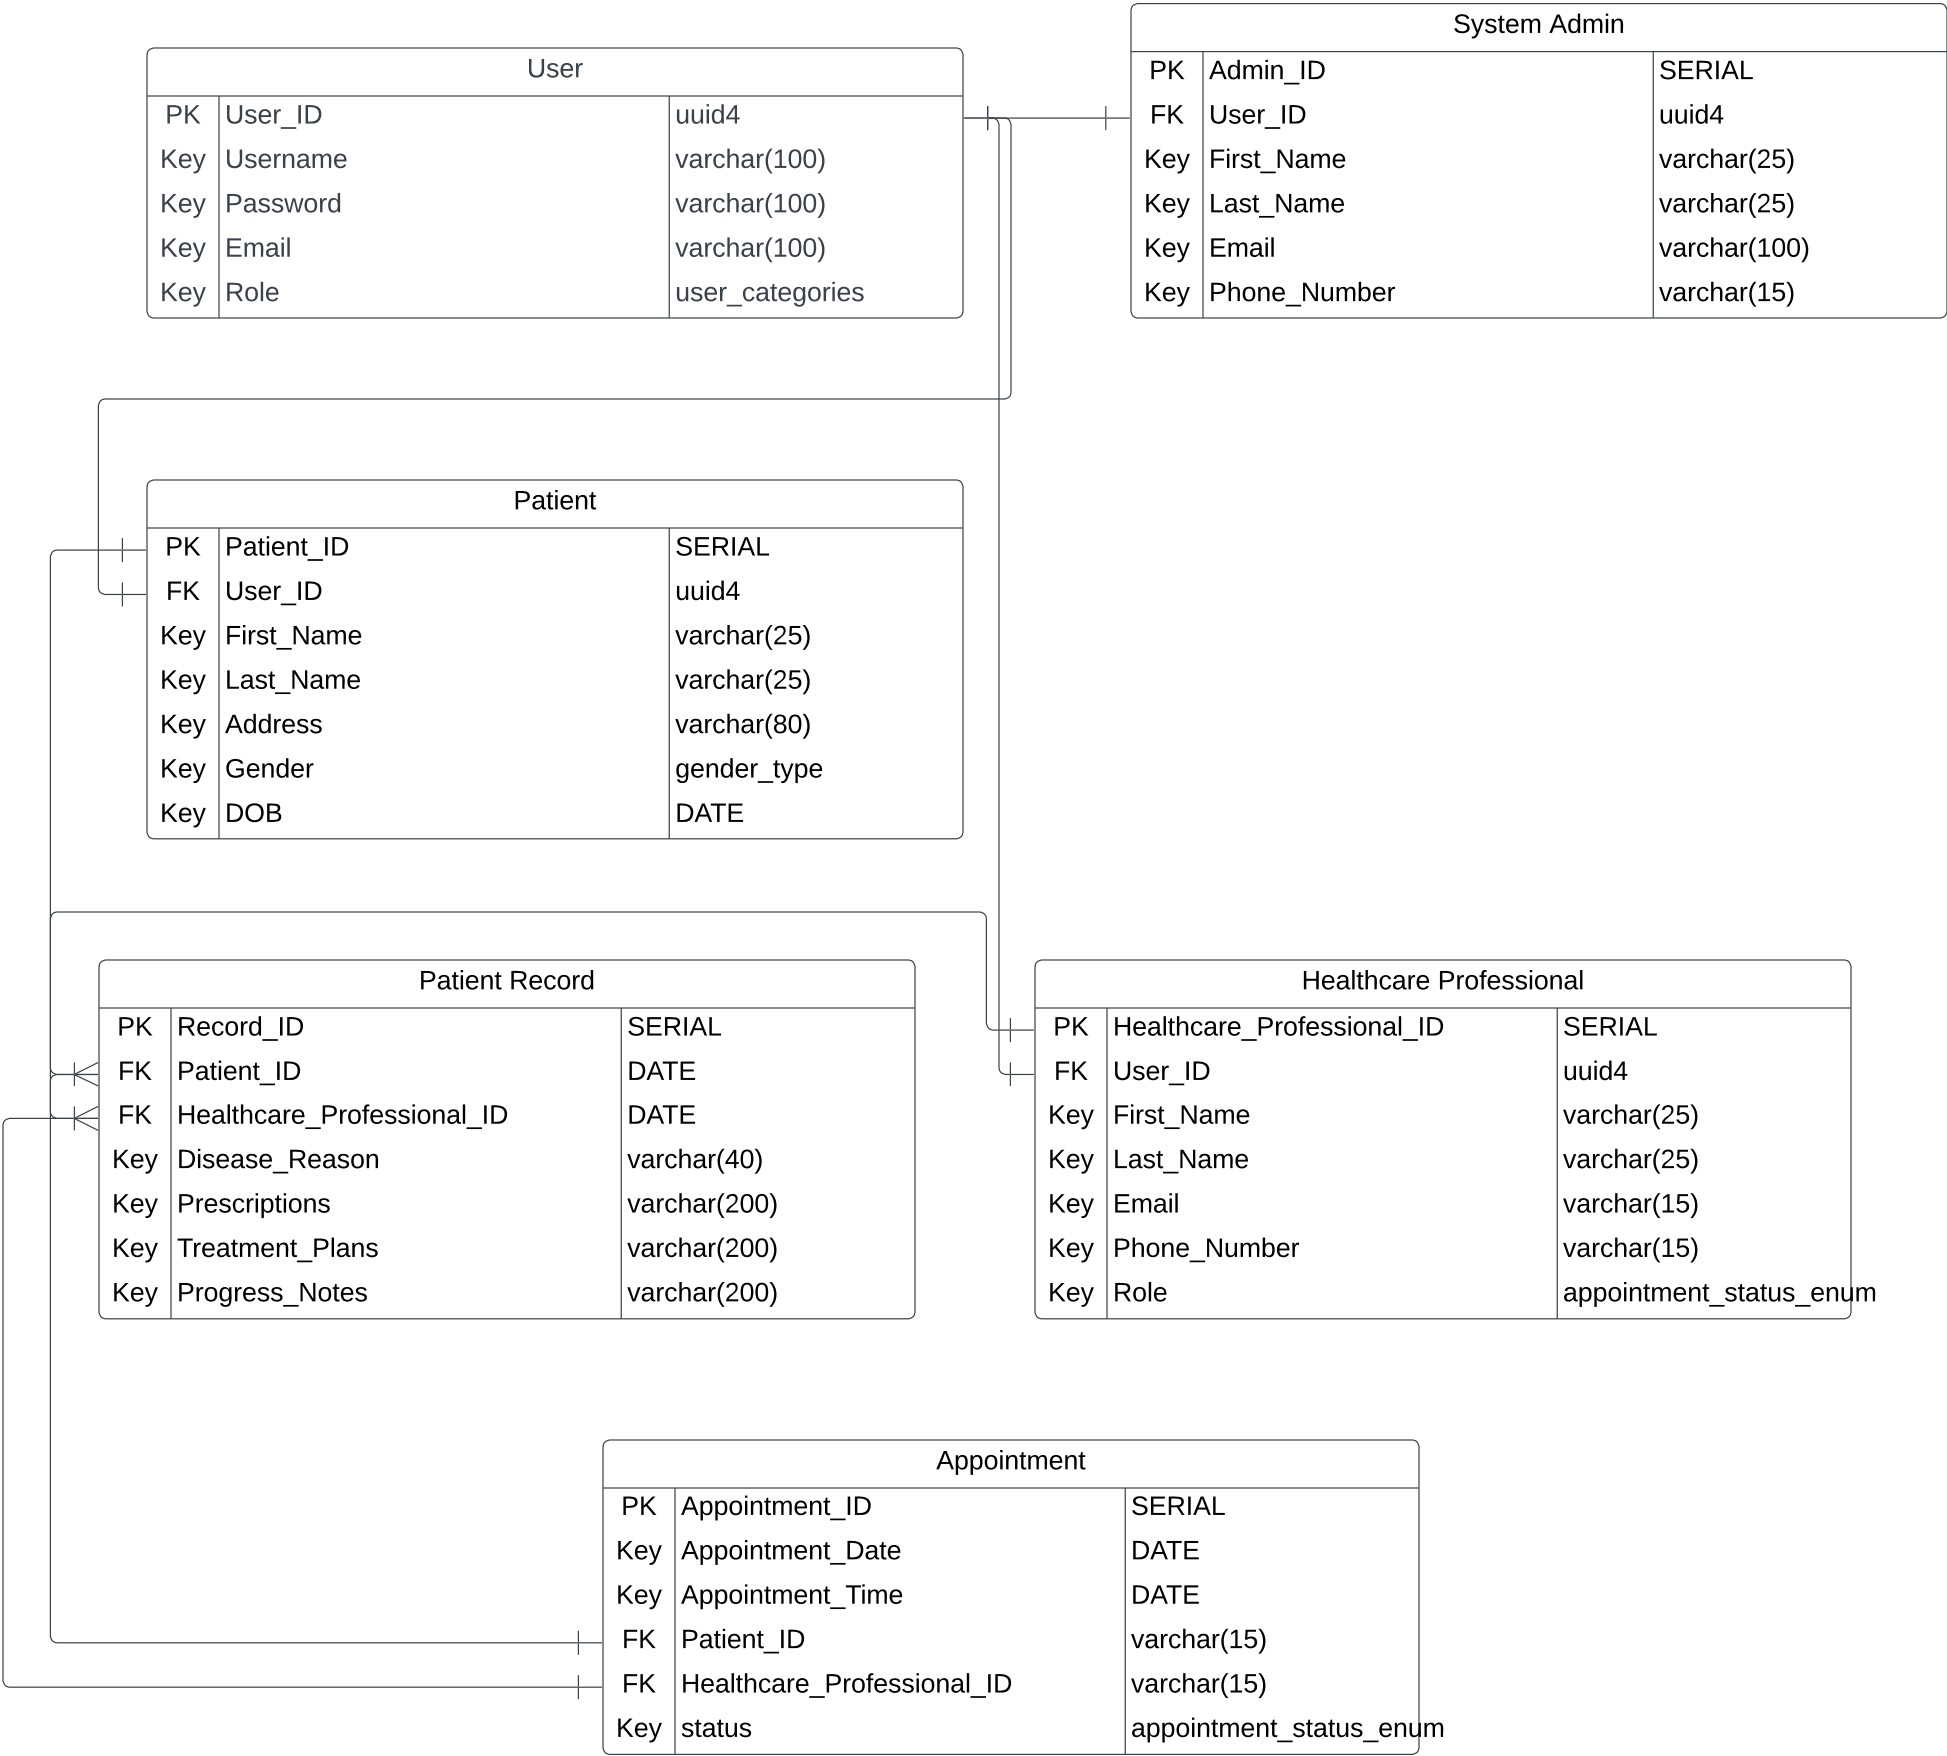 System Admin
PK Admin_ID SERIAL
FK User_ID uuid4
Key First_Name varchar(25)
Key Last_Name varchar(25)
Key Email varchar(100)
Key Phone_Number varchar(15)
User
PK User_ID uuid4
Key Username varchar(100)
Key Password varchar(100)
Key Email varchar(100)
Key Role user_categories
Patient
PK Patient_ID SERIAL
FK User_ID uuid4
Key First_Name varchar(25)
Key Last_Name varchar(25)
Key Address varchar(80)
Key Gender gender_type
Key DOB DATE
Patient Record
PK Record_ID SERIAL
FK Patient_ID DATE
FK Healthcare_Professional_ID DATE
Key Disease_Reason varchar(40)
Key Prescriptions varchar(200)
Key Treatment_Plans varchar(200)
Key Progress_Notes varchar(200)
Healthcare Professional
PK Healthcare_Professional_ID SERIAL
FK User_ID uuid4
Key First_Name varchar(25)
Key Last_Name varchar(25)
Key Email varchar(15)
Key Phone_Number varchar(15)
Key Role appointment_status_enum
Appointment
PK Appointment_ID SERIAL
Key Appointment_Date DATE
Key Appointment_Time DATE
FK Patient_ID varchar(15)
FK Healthcare_Professional_ID varchar(15)
Key status appointment_status_enum